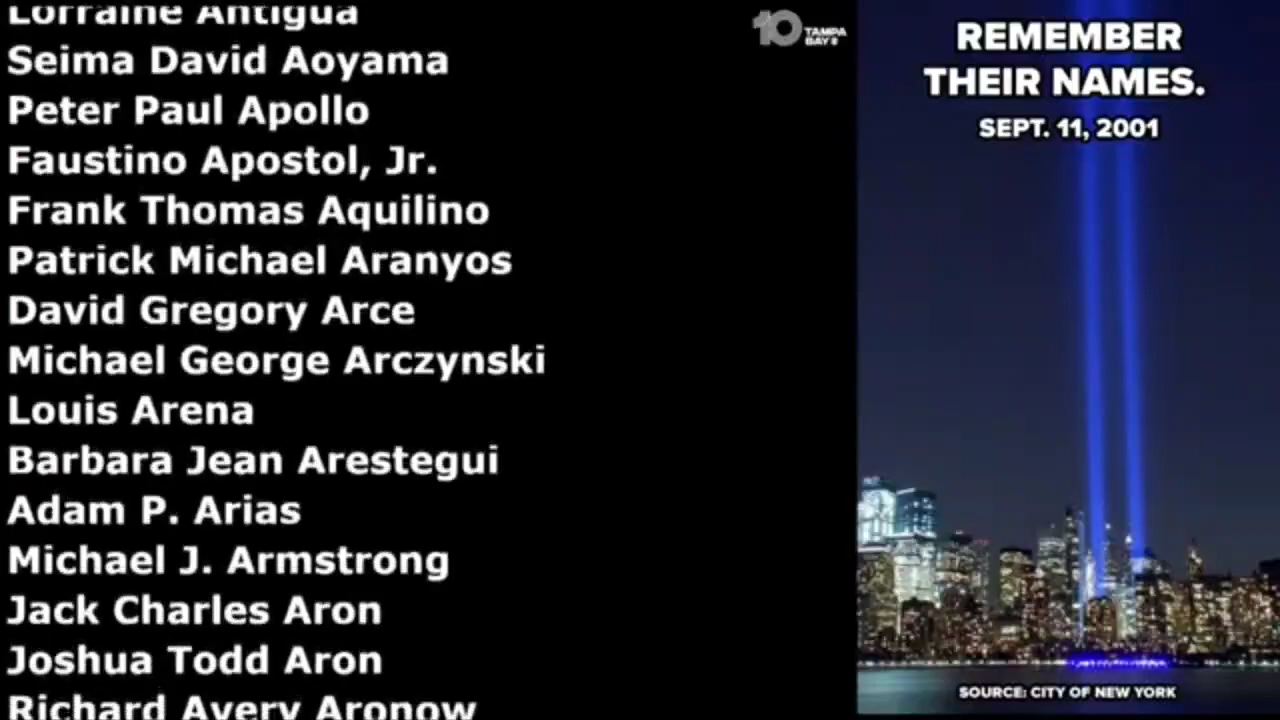 Lorraine Antigua
Seima David Aoyama
Peter Paul Apollo
Faustino Apostol, Jr.
Frank Thomas Aquilino
Patrick Michael Aranyos
David Gregory Arce
Michael George Arczynski
Louis Arena
Barbara Jean Arestegui
Adam P. Arias
Michael J. Armstrong
Jack Charles Aron
Joshua Todd Aron
Richard Avery Aronow
10 TAMPA
BAY
REMEMBER
THEIR NAMES.
SEPT. 11, 2001
SOURCE: CITY OF NEW YORK